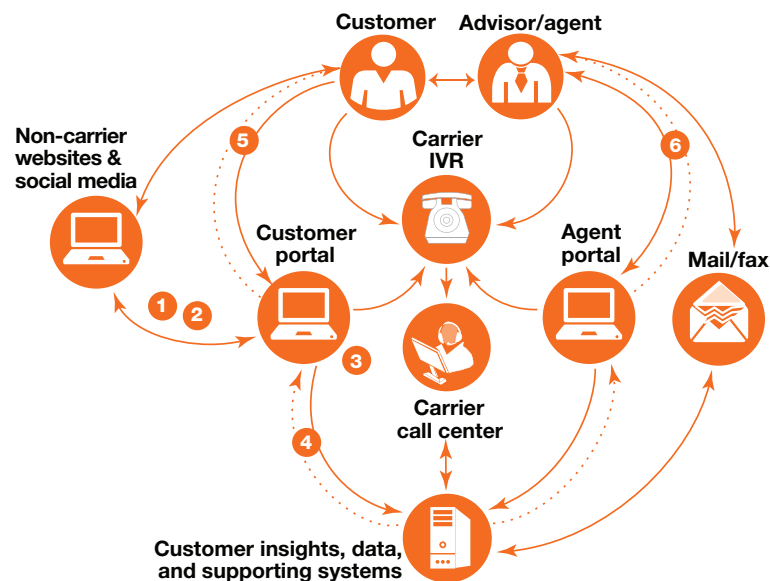 Customer
Advisor/agent
5
6
Non-carrier
websites &
social media
Carrier
IVR
Customer
portal
Agent
portal
Mail/fax
1
2
3
Carrier
call center
4
Customer insights, data,
and supporting systems